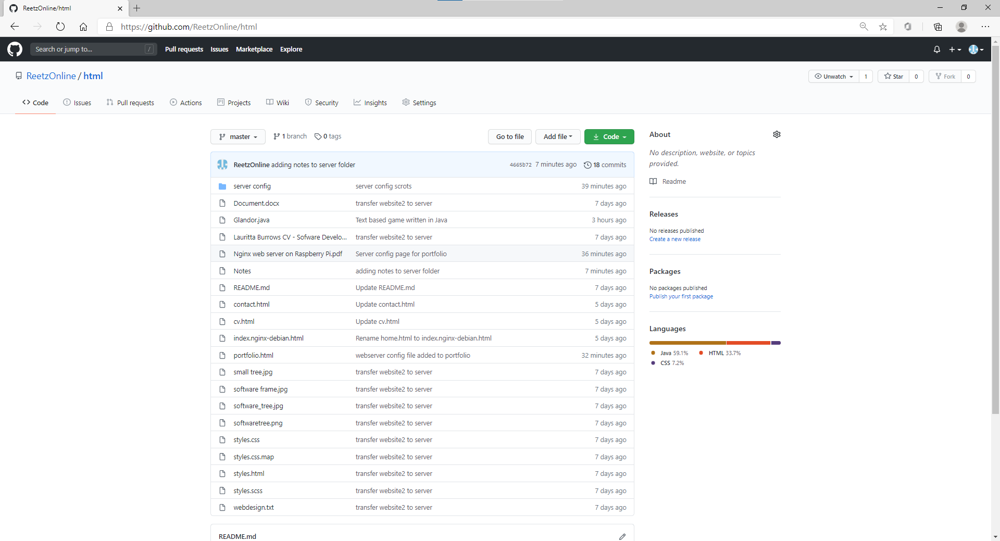 ReetzOnline/html
https://github.com/ReetzOnline/html
Search or jump to... /
Pull requests Issues Marketplace Explore
ReetzOnline / html
Unwatch 1 Star 0 Fork 0
Code Issues Pull requests Actions Projects Wiki Security Insights Settings
master 1 branch 0 tags Go to file Add file Code
ReetzOnline adding notes to server folder 4665b72 7 minutes ago 18 commits
server config server config scrots 39 minutes ago
Document.docx transfer website2 to server 7 days ago
Glandor.java Text based game written in Java 3 hours ago
Lauritta Burrows CV - Sofware Develo... transfer website2 to server 7 days ago
Nginx web server on Raspberry Pi.pdf Server config page for portfolio 36 minutes ago
Notes adding notes to server folder 7 minutes ago
README.md Update README.md 7 days ago
contact.html Update contact.html 5 days ago
cv.html Update cv.html 5 days ago
index.nginx-debian.html Rename home.html to index.nginx-debian.html 5 days ago
portfolio.html webserver config file added to portfolio 32 minutes ago
small tree.jpg transfer website2 to server 7 days ago
software frame.jpg transfer website2 to server 7 days ago
software_tree.jpg transfer website2 to server 7 days ago
softwaretree.png transfer website2 to server 7 days ago
styles.css transfer website2 to server 7 days ago
styles.css.map transfer website2 to server 7 days ago
styles.html transfer website2 to server 7 days ago
styles.scss transfer website2 to server 7 days ago
webdesign.txt transfer website2 to server 7 days ago
README.md
About
No description, website, or topics
provided.
Readme
Releases
No releases published
Create a new release
Packages
No packages published
Publish your first package
Languages
Java 59.1% HTML 33.7%
CSS 7.2%